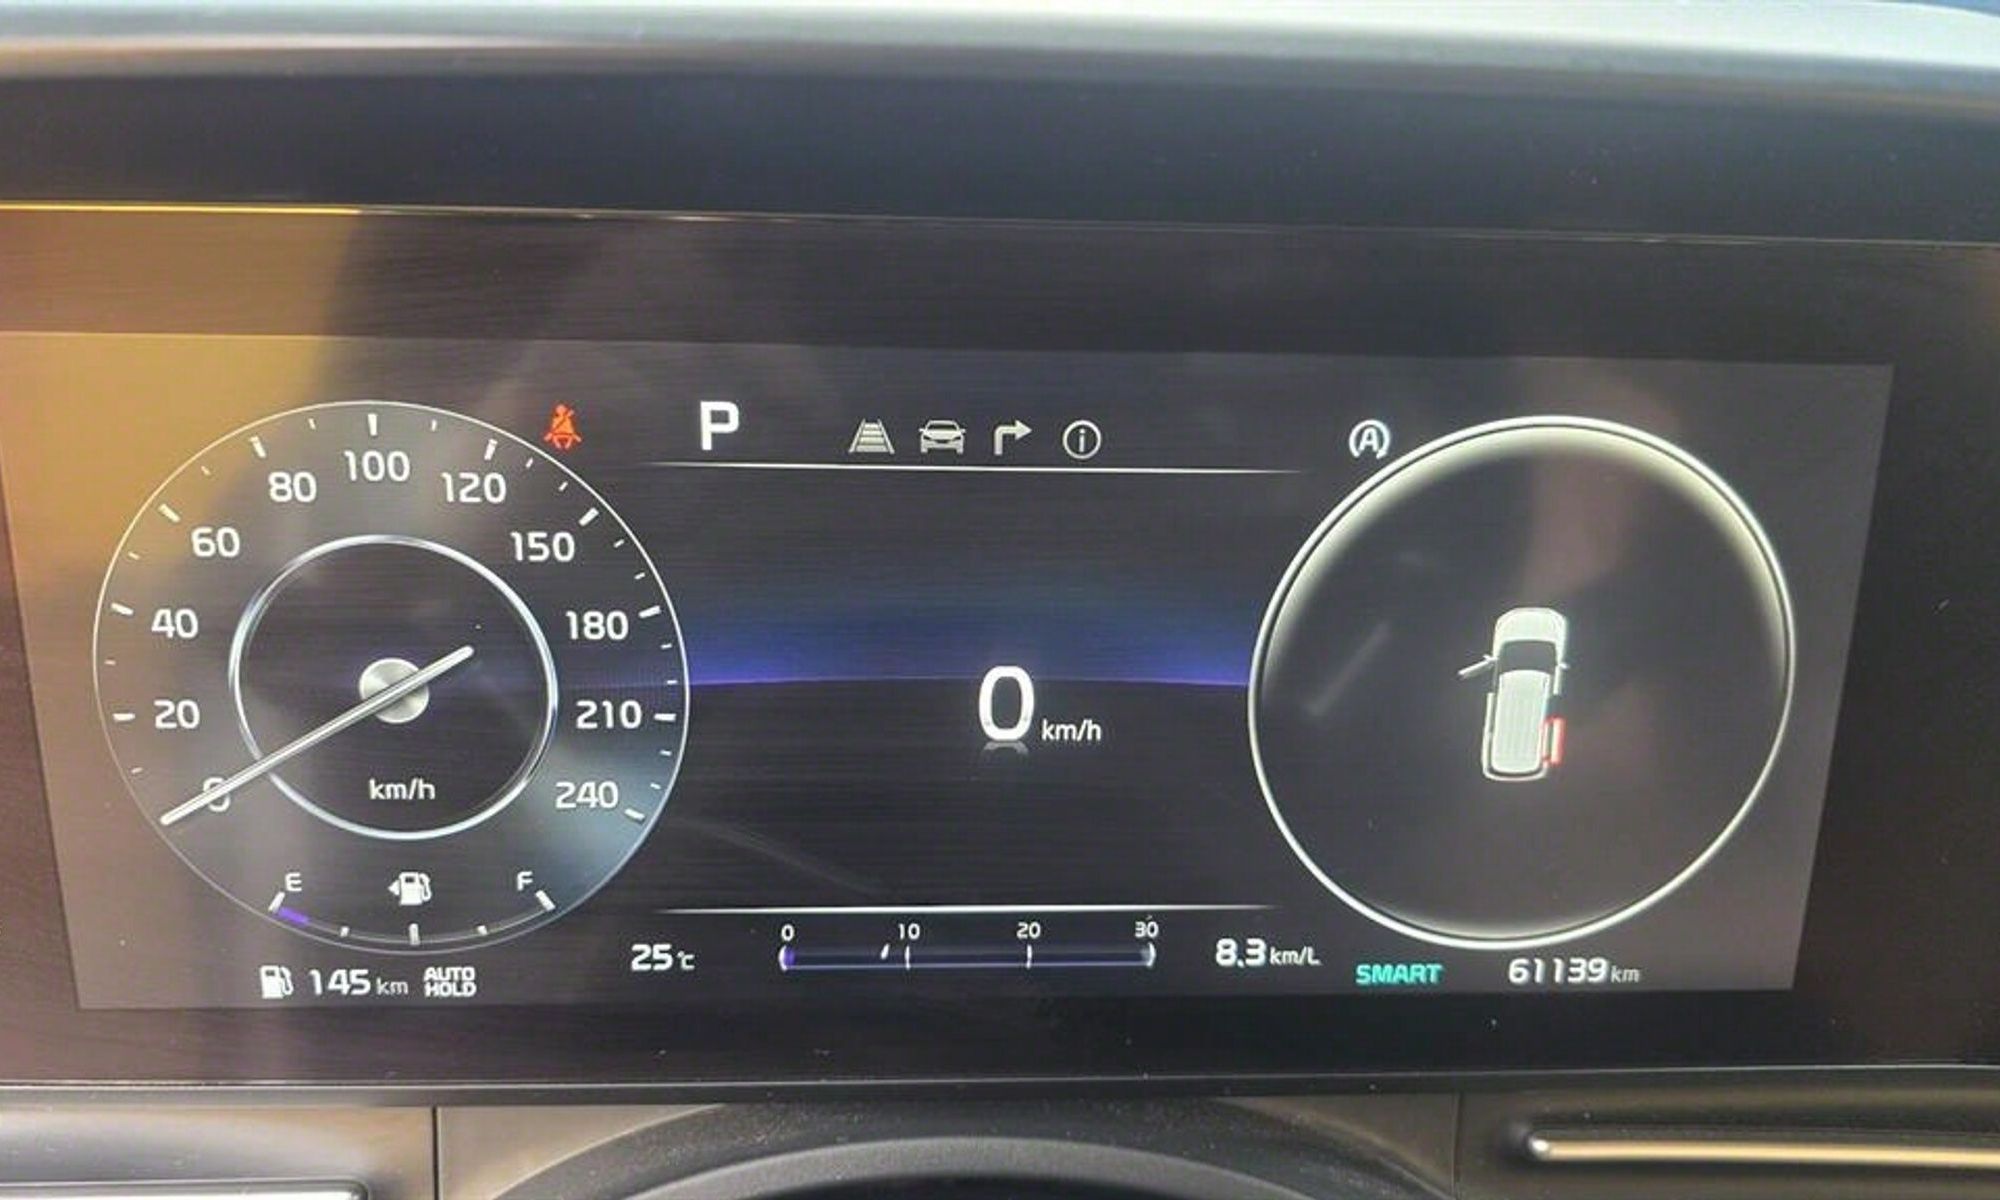 P
A
80 100 120
60 150
40 180
20 210
0 240
km/h
0 km/h
E F
145 km AUTO HOLD
25℃
0 10 20 30
8.3 km/L
SMART
61139 km